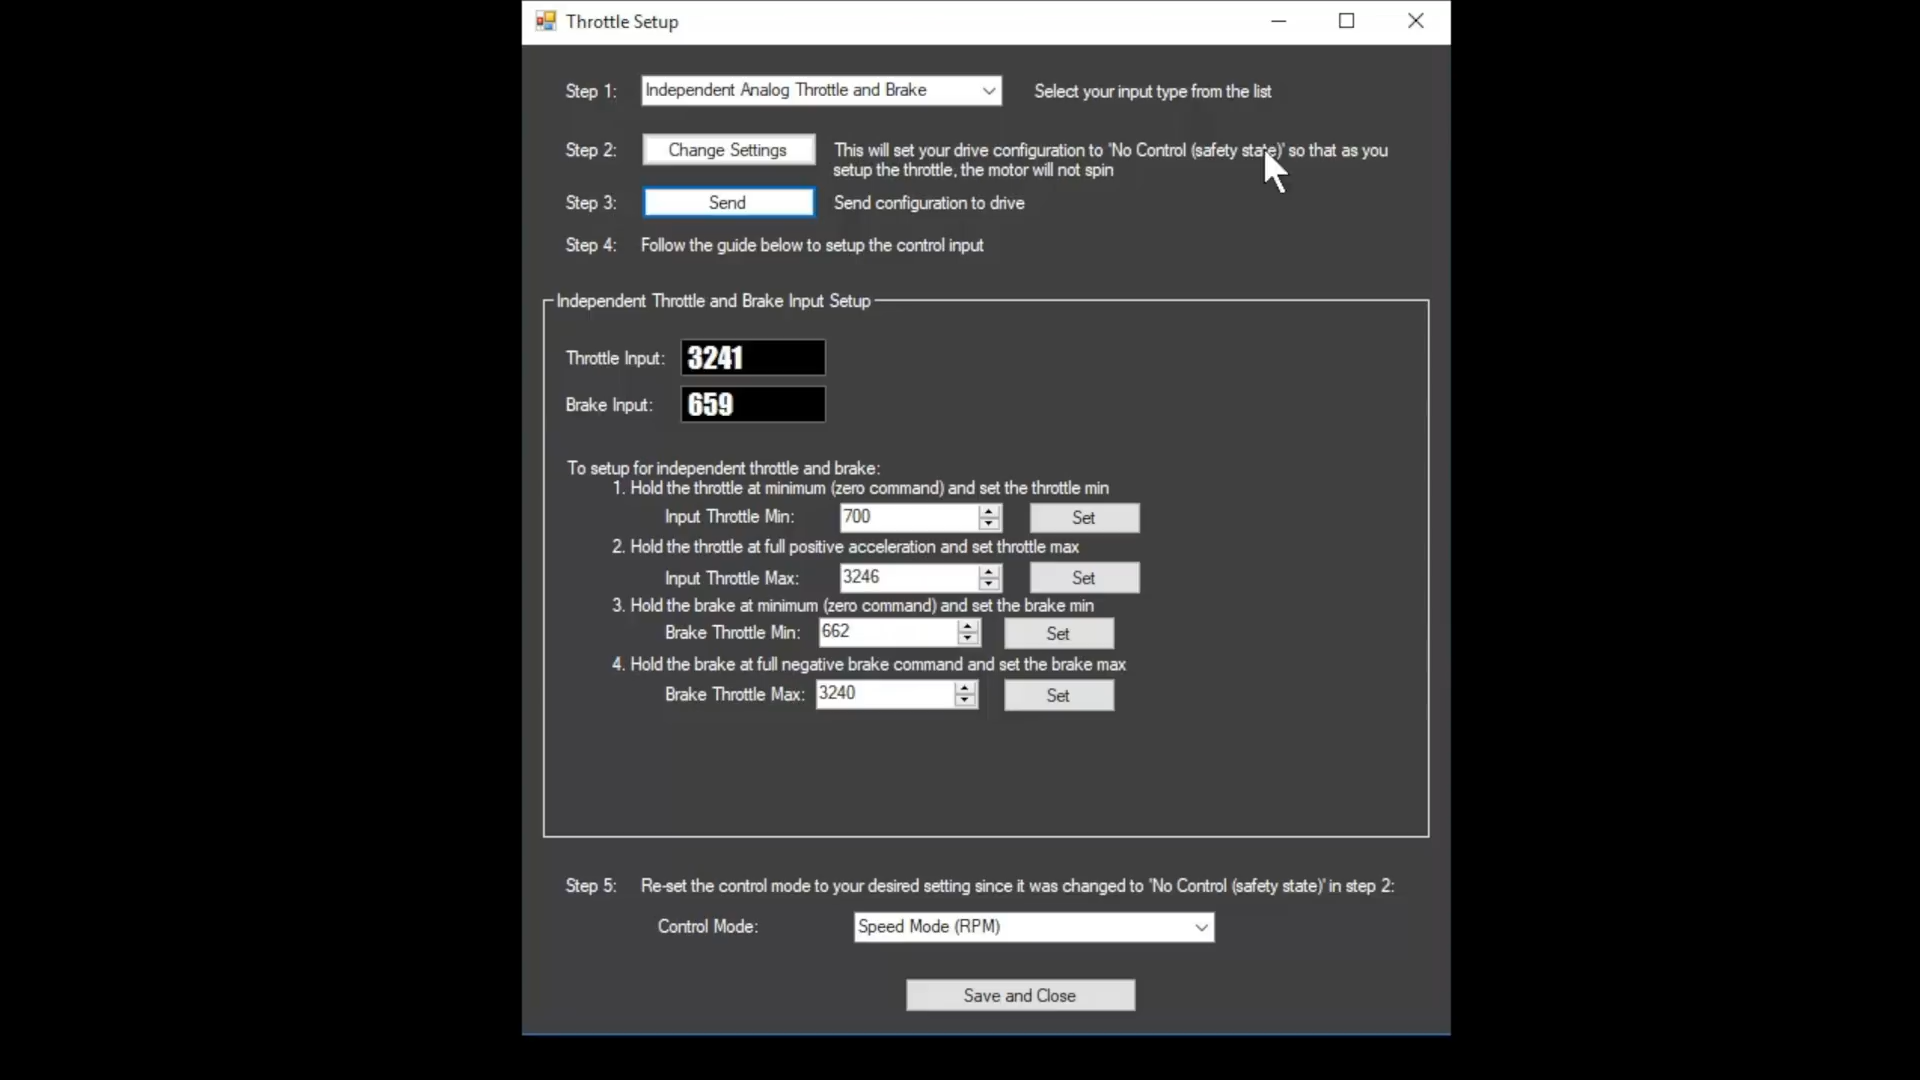 Throttle Setup
Step 1: Independent Analog Throttle and Brake Select your input type from the list
Step 2: Change Settings This will set your drive configuration to 'No Control (safety state)' so that as you
setup the throttle, the motor will not spin
Step 3: Send Send configuration to drive
Step 4: Follow the guide below to setup the control input
Independent Throttle and Brake Input Setup
Throttle Input: 3241
Brake Input: 659
To setup for independent throttle and brake:
1. Hold the throttle at minimum (zero command) and set the throttle min
Input Throttle Min: 700 Set
2. Hold the throttle at full positive acceleration and set throttle max
Input Throttle Max: 3246 Set
3. Hold the brake at minimum (zero command) and set the brake min
Brake Throttle Min: 662 Set
4. Hold the brake at full negative brake command and set the brake max
Brake Throttle Max: 3240 Set
Step 5: Re-set the control mode to your desired setting since it was changed to 'No Control (safety state)' in step 2:
Control Mode: Speed Mode (RPM)
Save and Close